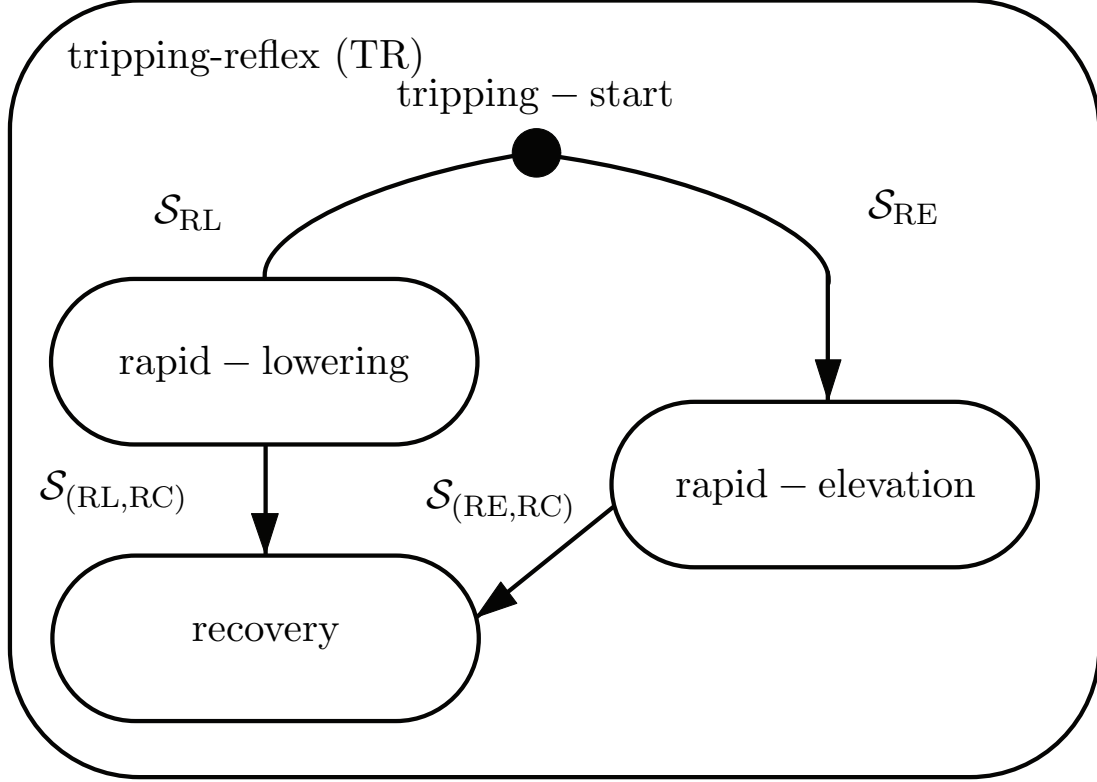 tripping-reflex (TR)
tripping – start
𝒮RL
𝒮RE
rapid – lowering
rapid – elevation
𝒮(RL,RC)
𝒮(RE,RC)
recovery